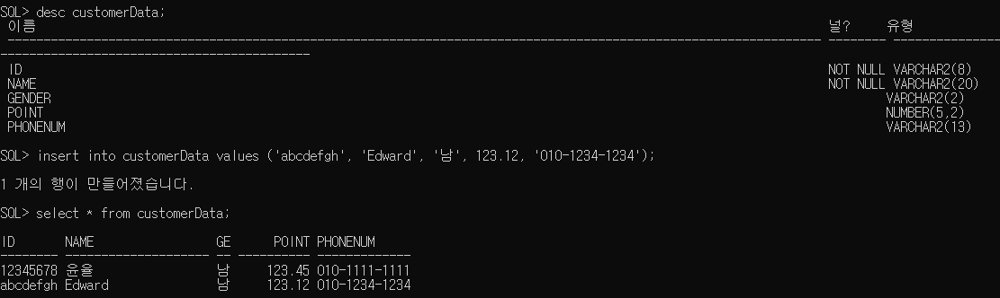 SQL> desc customerData;
이름 널? 유형
----------------------------------------------------------------------------------------------------------------- -------- ----------------------------------------------------------
ID NOT NULL VARCHAR2(8)
NAME NOT NULL VARCHAR2(20)
GENDER VARCHAR2(2)
POINT NUMBER(5,2)
PHONENUM VARCHAR2(13)
SQL> insert into customerData values ('abcdefgh', 'Edward', '남', 123.12, '010-1234-1234');
1 개의 행이 만들어졌습니다.
SQL> select * from customerData;
ID NAME GE POINT PHONENUM
-------- -------------------- -- ---------- -------------
12345678 윤율 남 123.45 010-1111-1111
abcdefgh Edward 남 123.12 010-1234-1234